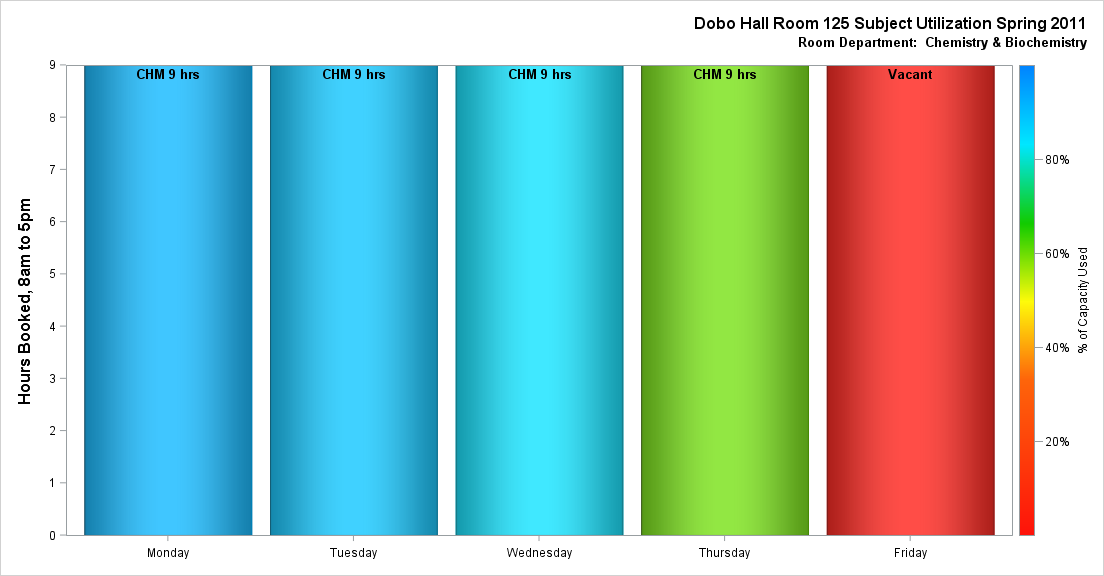 Dobo Hall Room 125 Subject Utilization Spring 2011
Room Department:  Chemistry & Biochemistry
Hours Booked, 8am to 5pm
9
8
7
6
5
4
3
2
1
0
CHM 9 hrs
CHM 9 hrs
CHM 9 hrs
CHM 9 hrs
Vacant
Monday
Tuesday
Wednesday
Thursday
Friday
80%
60%
40%
20%
% of Capacity Used